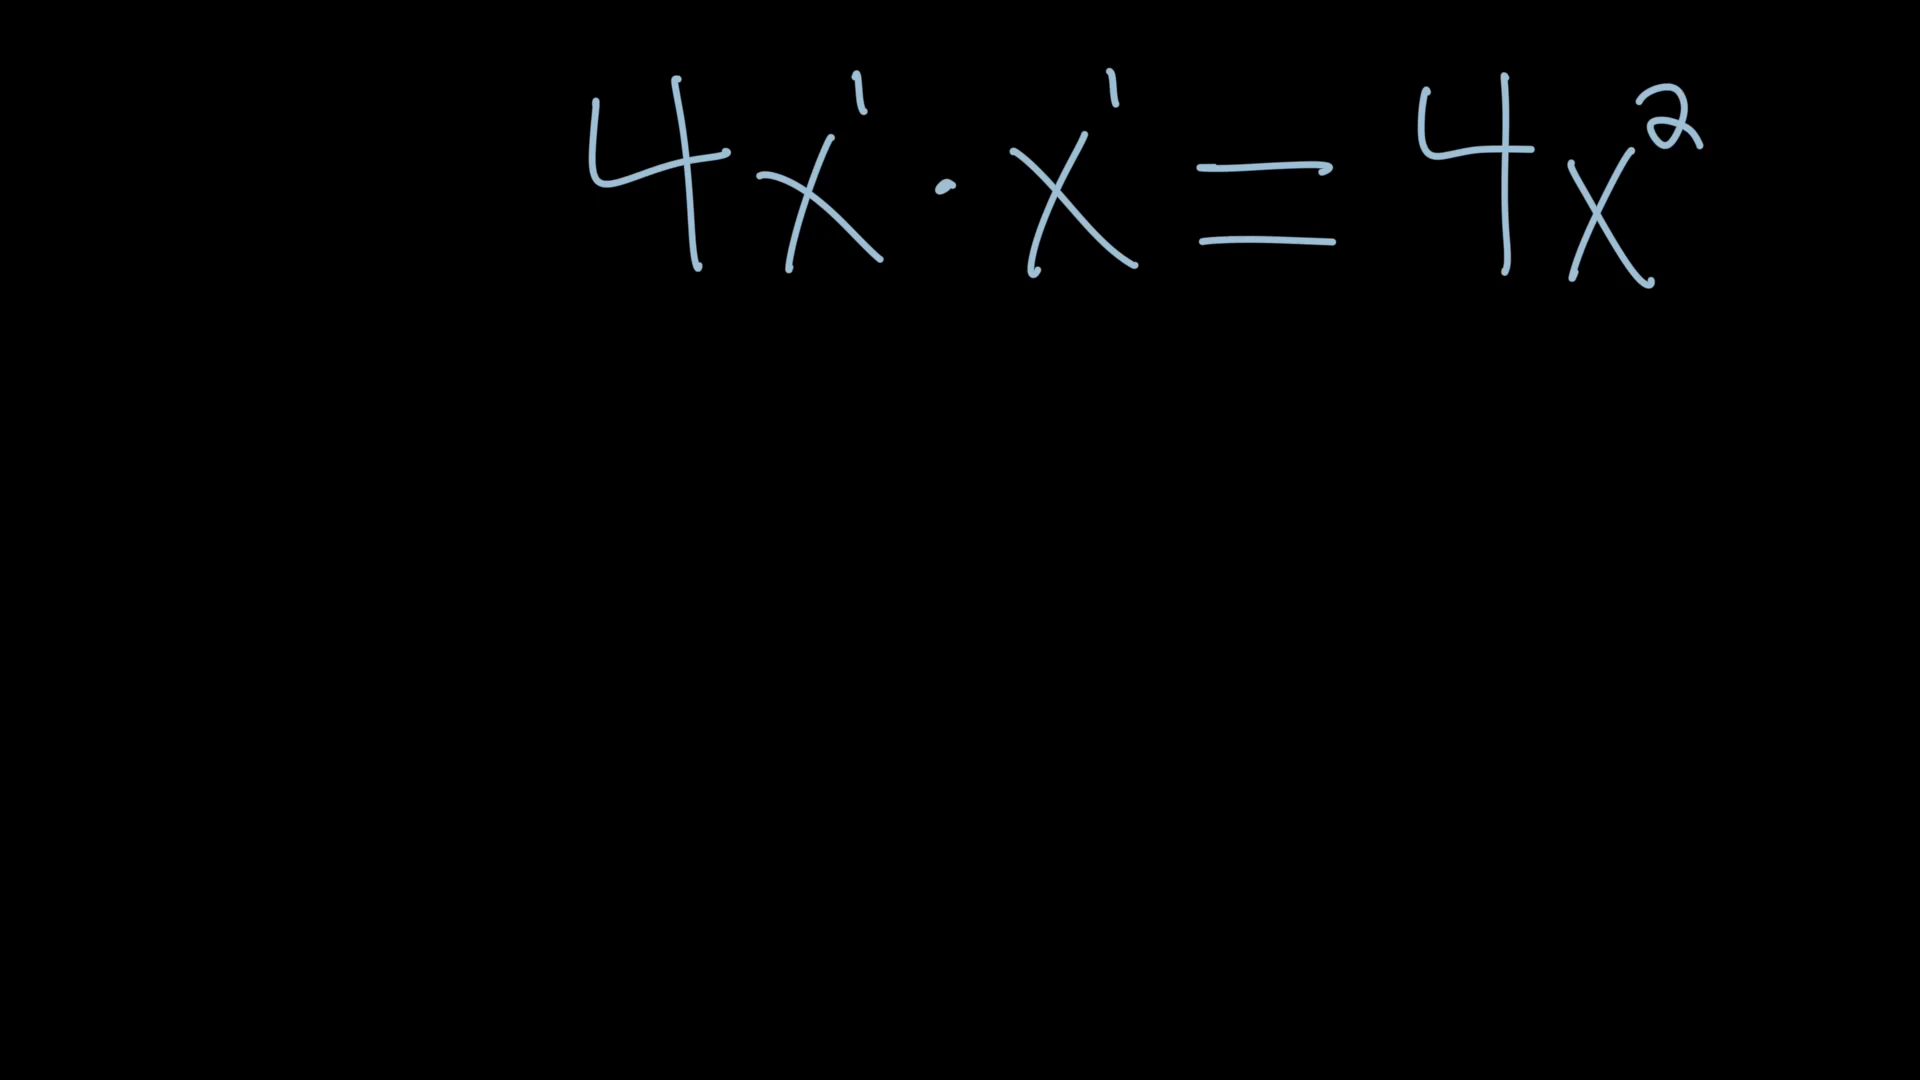 4x¹ · x¹ = 4x²